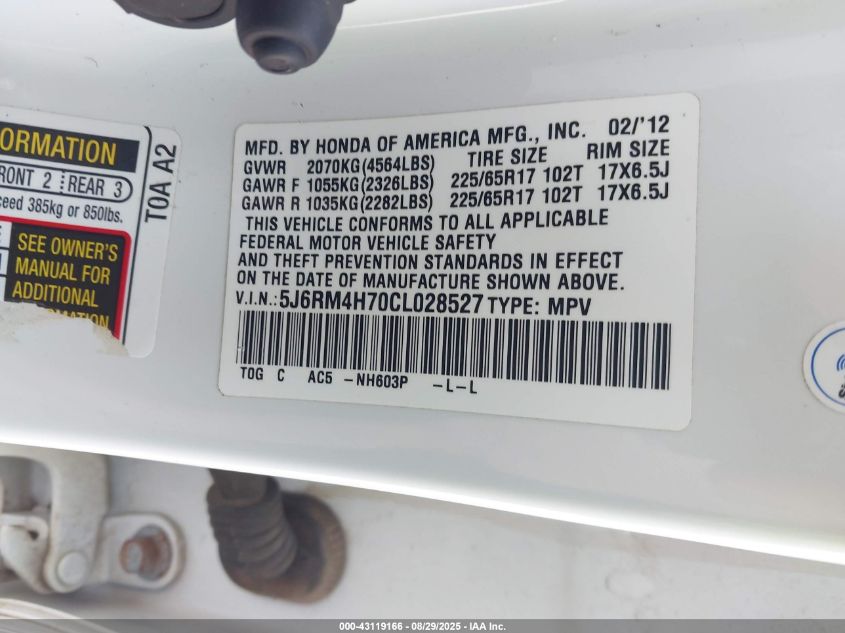 ORMATION
RONT 2 REAR 3
ceed 385kg or 850lbs.
SEE OWNER'S
MANUAL FOR
ADDITIONAL
T0A A2
MFD. BY HONDA OF AMERICA MFG., INC. 02/'12
GVWR 2070KG(4564LBS) TIRE SIZE RIM SIZE
GAWR F 1055KG(2326LBS) 225/65R17 102T 17X6.5J
GAWR R 1035KG(2282LBS) 225/65R17 102T 17X6.5J
THIS VEHICLE CONFORMS TO ALL APPLICABLE
FEDERAL MOTOR VEHICLE SAFETY
AND THEFT PREVENTION STANDARDS IN EFFECT
ON THE DATE OF MANUFACTURE SHOWN ABOVE.
V.I.N.:5J6RM4H70CL028527 TYPE: MPV
TOG C AC5 -NH603P -L-L
000-43119166 - 08/29/2025 - IAA Inc.